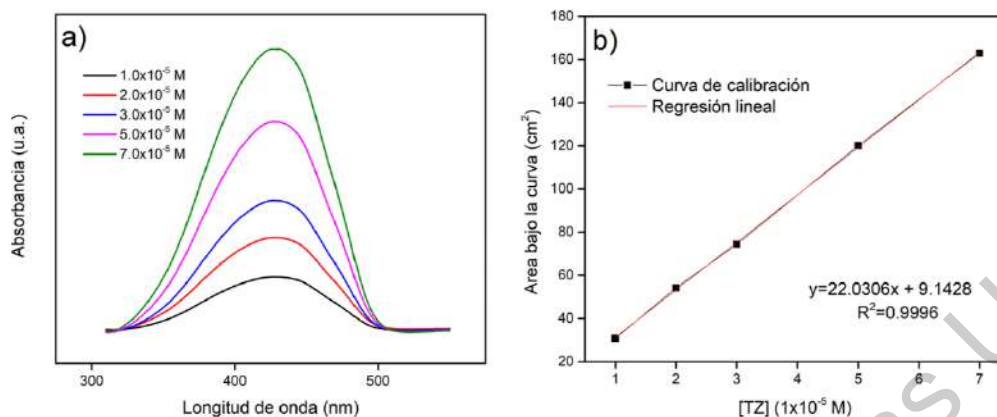 a)
1.0x10⁻⁵ M
2.0x10⁻⁵ M
3.0x10⁻⁵ M
5.0x10⁻⁵ M
7.0x10⁻⁵ M
Absorbancia (u.a.)
300
400
500
Longitud de onda (nm)
b)
Curva de calibración
Regresión lineal
Area bajo la curva (cm²)
180
160
140
120
100
80
60
40
20
y=22.0306x + 9.1428
R²=0.9996
1
2
3
4
5
6
7
[TZ] (1x10⁻⁵ M)